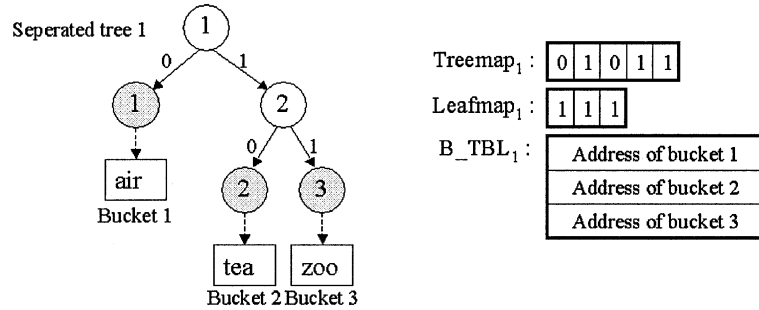 Seperated tree 1
1
0 1
1 2
0 1
air
Bucket 1
2 3
tea zoo
Bucket 2 Bucket 3
Treemap₁ : 0 1 0 1 1
Leafmap₁ : 1 1 1
B_TBL₁ : Address of bucket 1
Address of bucket 2
Address of bucket 3